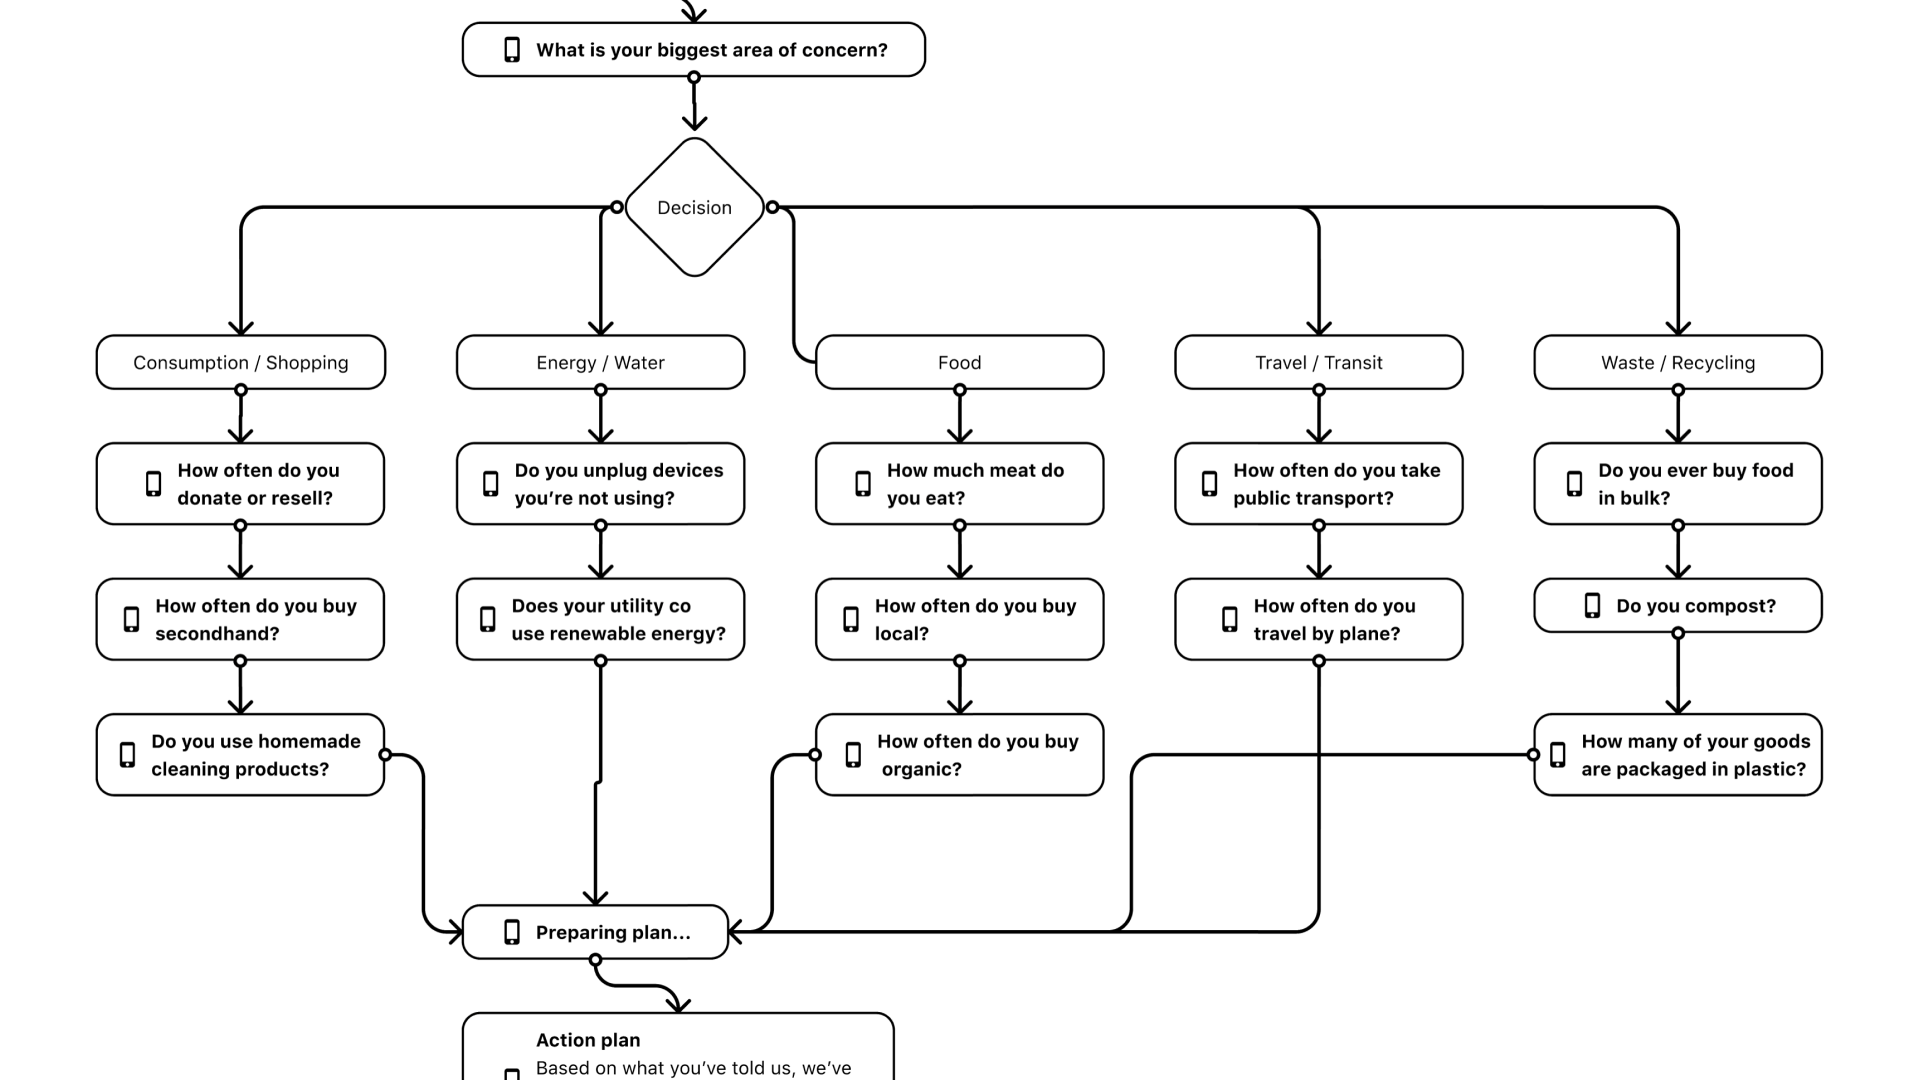 What is your biggest area of concern?
Decision
Consumption / Shopping
Energy / Water
Food
Travel / Transit
Waste / Recycling
How often do you
donate or resell?
Do you unplug devices
you’re not using?
How much meat do
you eat?
How often do you take
public transport?
Do you ever buy food
in bulk?
How often do you buy
secondhand?
Does your utility co
use renewable energy?
How often do you buy
local?
How often do you
travel by plane?
Do you compost?
Do you use homemade
cleaning products?
How often do you buy
organic?
How many of your goods
are packaged in plastic?
Preparing plan...
Action plan
Based on what you’ve told us, we’ve